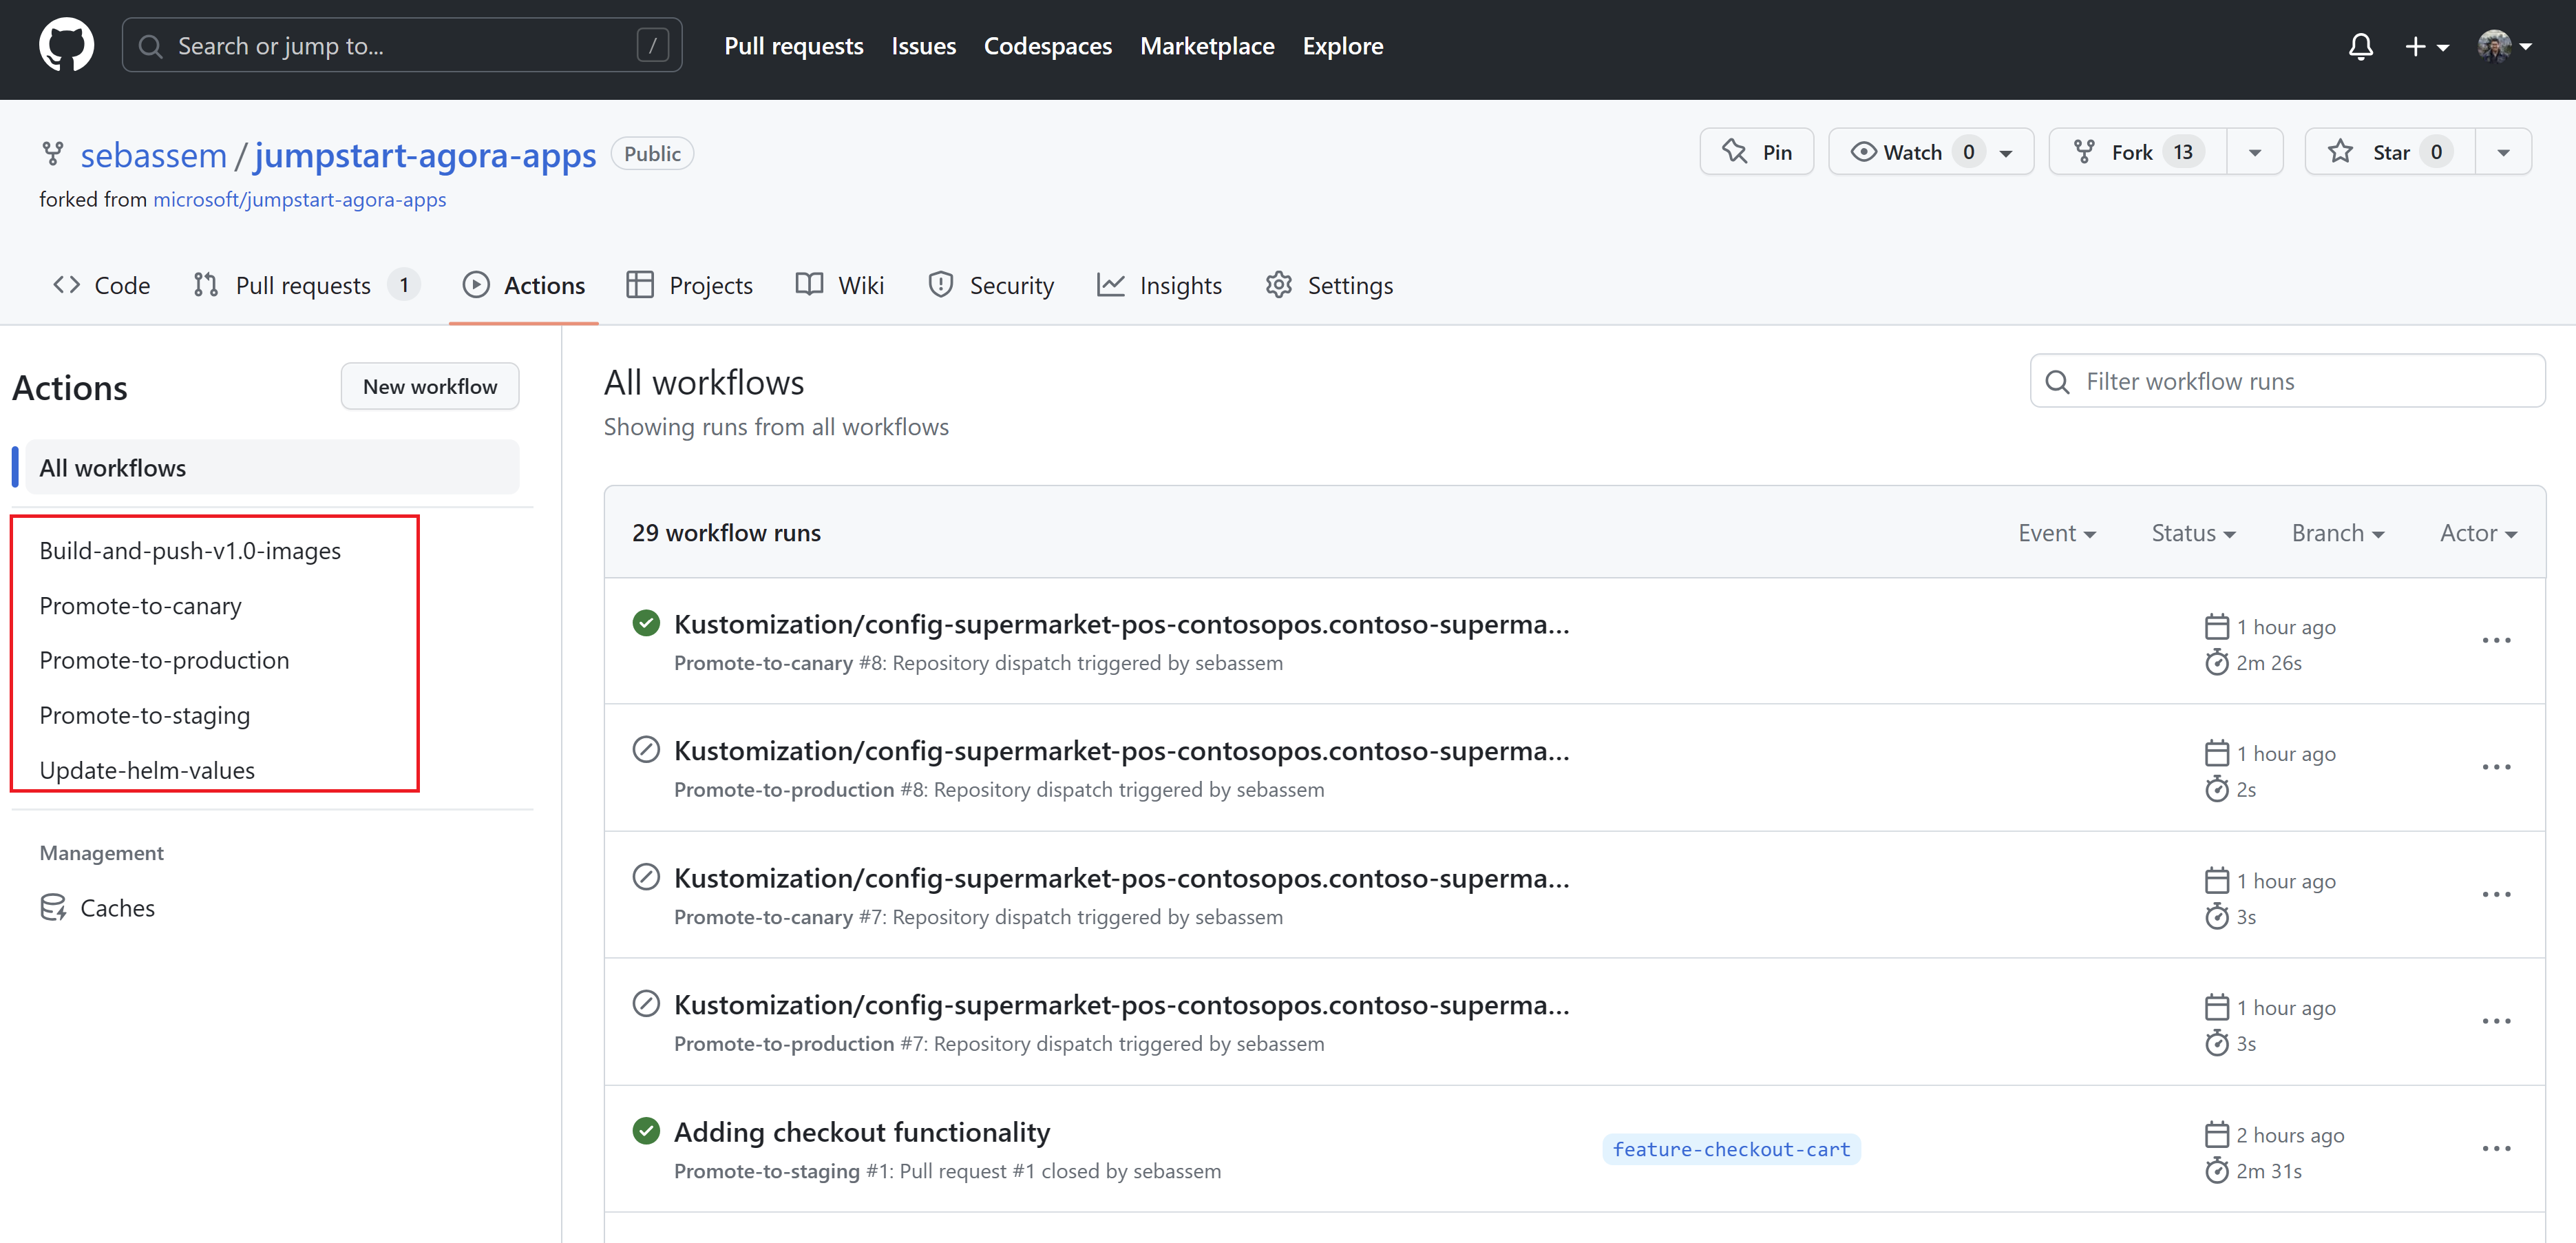 Search or jump to... /
Pull requests Issues Codespaces Marketplace Explore
sebassem / jumpstart-agora-apps Public
Pin Watch 0 Fork 13 Star 0
forked from microsoft/jumpstart-agora-apps
Code Pull requests 1 Actions Projects Wiki Security Insights Settings
Actions
New workflow
All workflows
Build-and-push-v1.0-images
Promote-to-canary
Promote-to-production
Promote-to-staging
Update-helm-values
Management
Caches
All workflows
Showing runs from all workflows
Filter workflow runs
29 workflow runs
Event Status Branch Actor
Kustomization/config-supermarket-pos-contosopos.contoso-superma...
Promote-to-canary #8: Repository dispatch triggered by sebassem
1 hour ago
2m 26s
Kustomization/config-supermarket-pos-contosopos.contoso-superma...
Promote-to-production #8: Repository dispatch triggered by sebassem
1 hour ago
2s
Kustomization/config-supermarket-pos-contosopos.contoso-superma...
Promote-to-canary #7: Repository dispatch triggered by sebassem
1 hour ago
3s
Kustomization/config-supermarket-pos-contosopos.contoso-superma...
Promote-to-production #7: Repository dispatch triggered by sebassem
1 hour ago
3s
Adding checkout functionality
Promote-to-staging #1: Pull request #1 closed by sebassem
feature-checkout-cart
2 hours ago
2m 31s